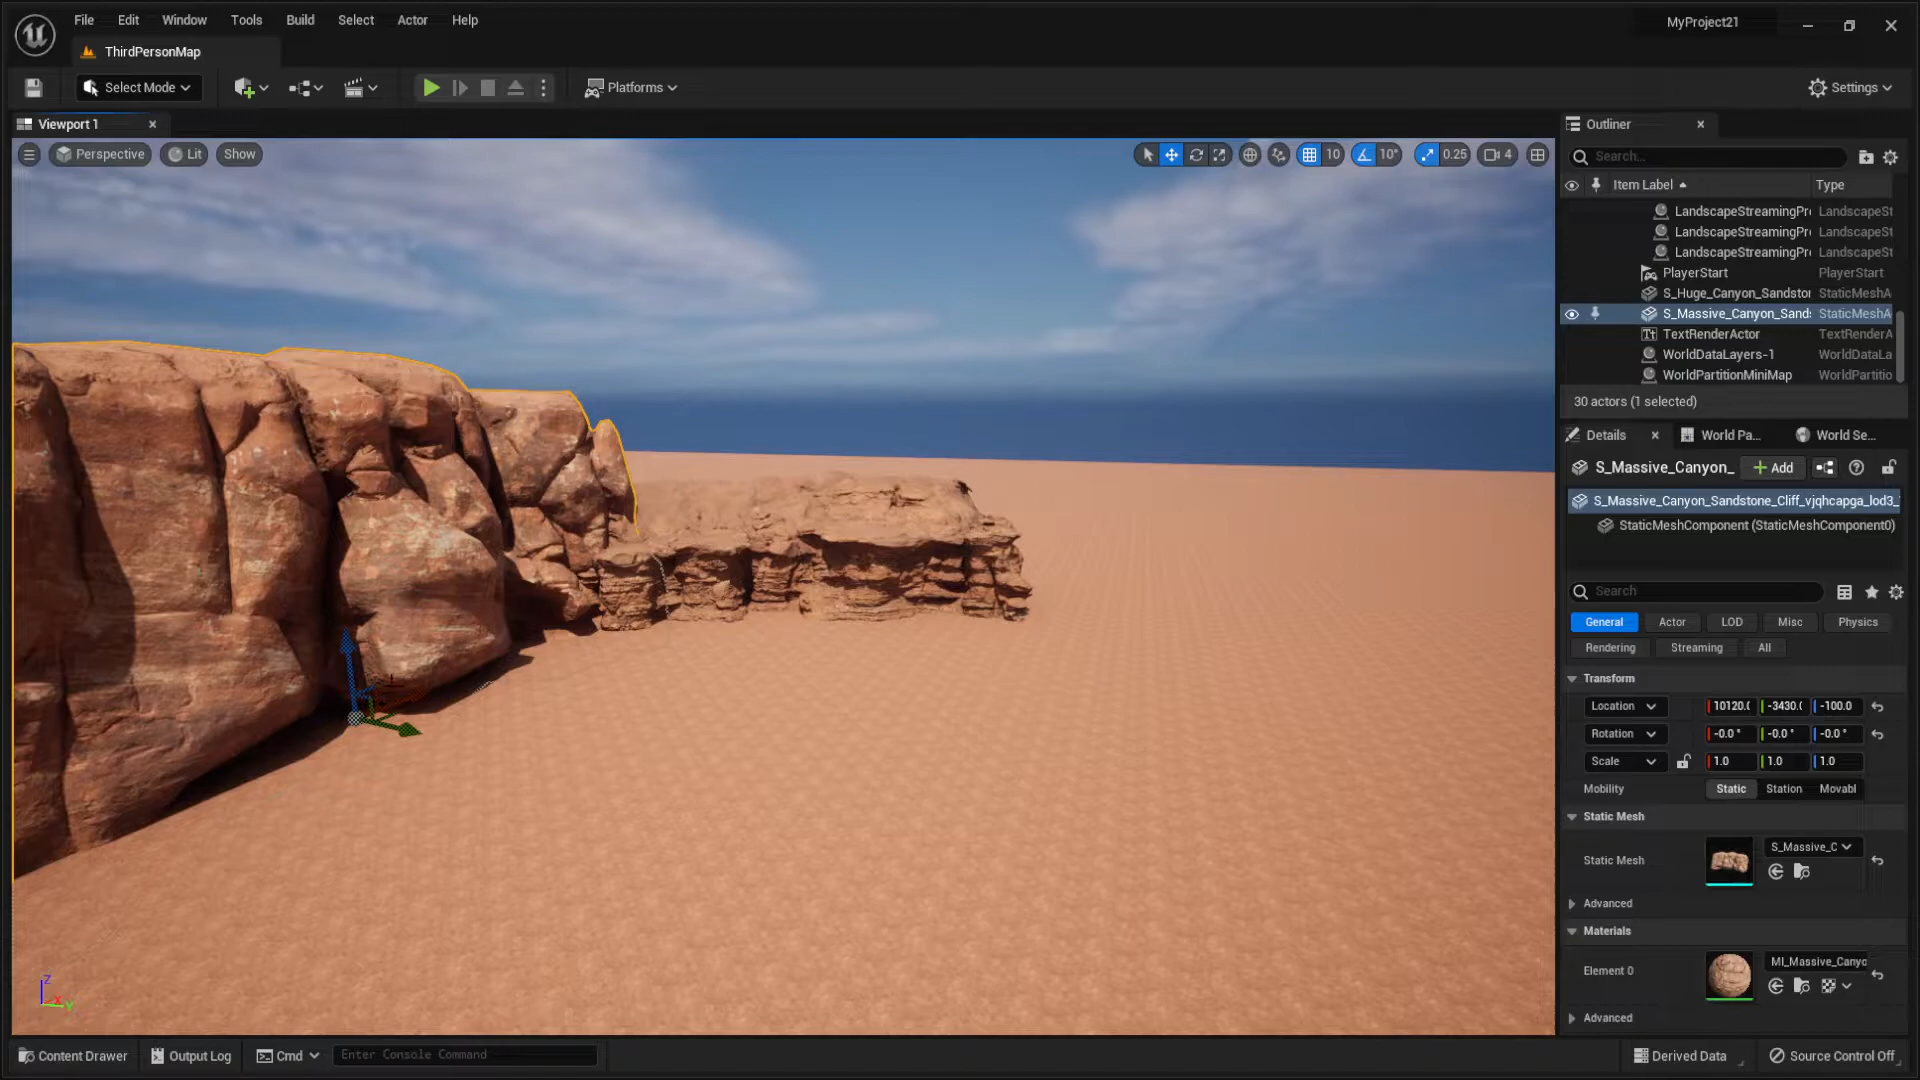 File Edit Window Tools Build Select Actor Help
MyProject21
ThirdPersonMap
Select Mode
Platforms
Settings
Viewport 1
Perspective Lit Show
10 10° 0.25 4
Outliner
Search...
Item Label Type
LandscapeStreamingPr LandscapeSt
LandscapeStreamingPr LandscapeSt
LandscapeStreamingPr LandscapeSt
PlayerStart PlayerStart
S_Huge_Canyon_Sandstor StaticMeshA
S_Massive_Canyon_Sands StaticMeshA
TextRenderActor TextRenderA
WorldDataLayers-1 WorldDataLa
WorldPartitionMiniMap WorldPartitio
30 actors (1 selected)
Details World Pa... World Se...
S_Massive_Canyon_ Add
S_Massive_Canyon_Sandstone_Cliff_vjqhcapga_lod3_
StaticMeshComponent (StaticMeshComponent0)
Search
General Actor LOD Misc Physics
Rendering Streaming All
Transform
Location 10120.( -3430.( -100.0
Rotation -0.0 ° -0.0 ° -0.0 °
Scale 1.0 1.0 1.0
Mobility Static Station Movabl
Static Mesh
S_Massive_C
Static Mesh
Advanced
Materials
MI_Massive_Canyo
Element 0
Advanced
Z
X
Y
Content Drawer Output Log Cmd Enter Console Command Derived Data Source Control Off